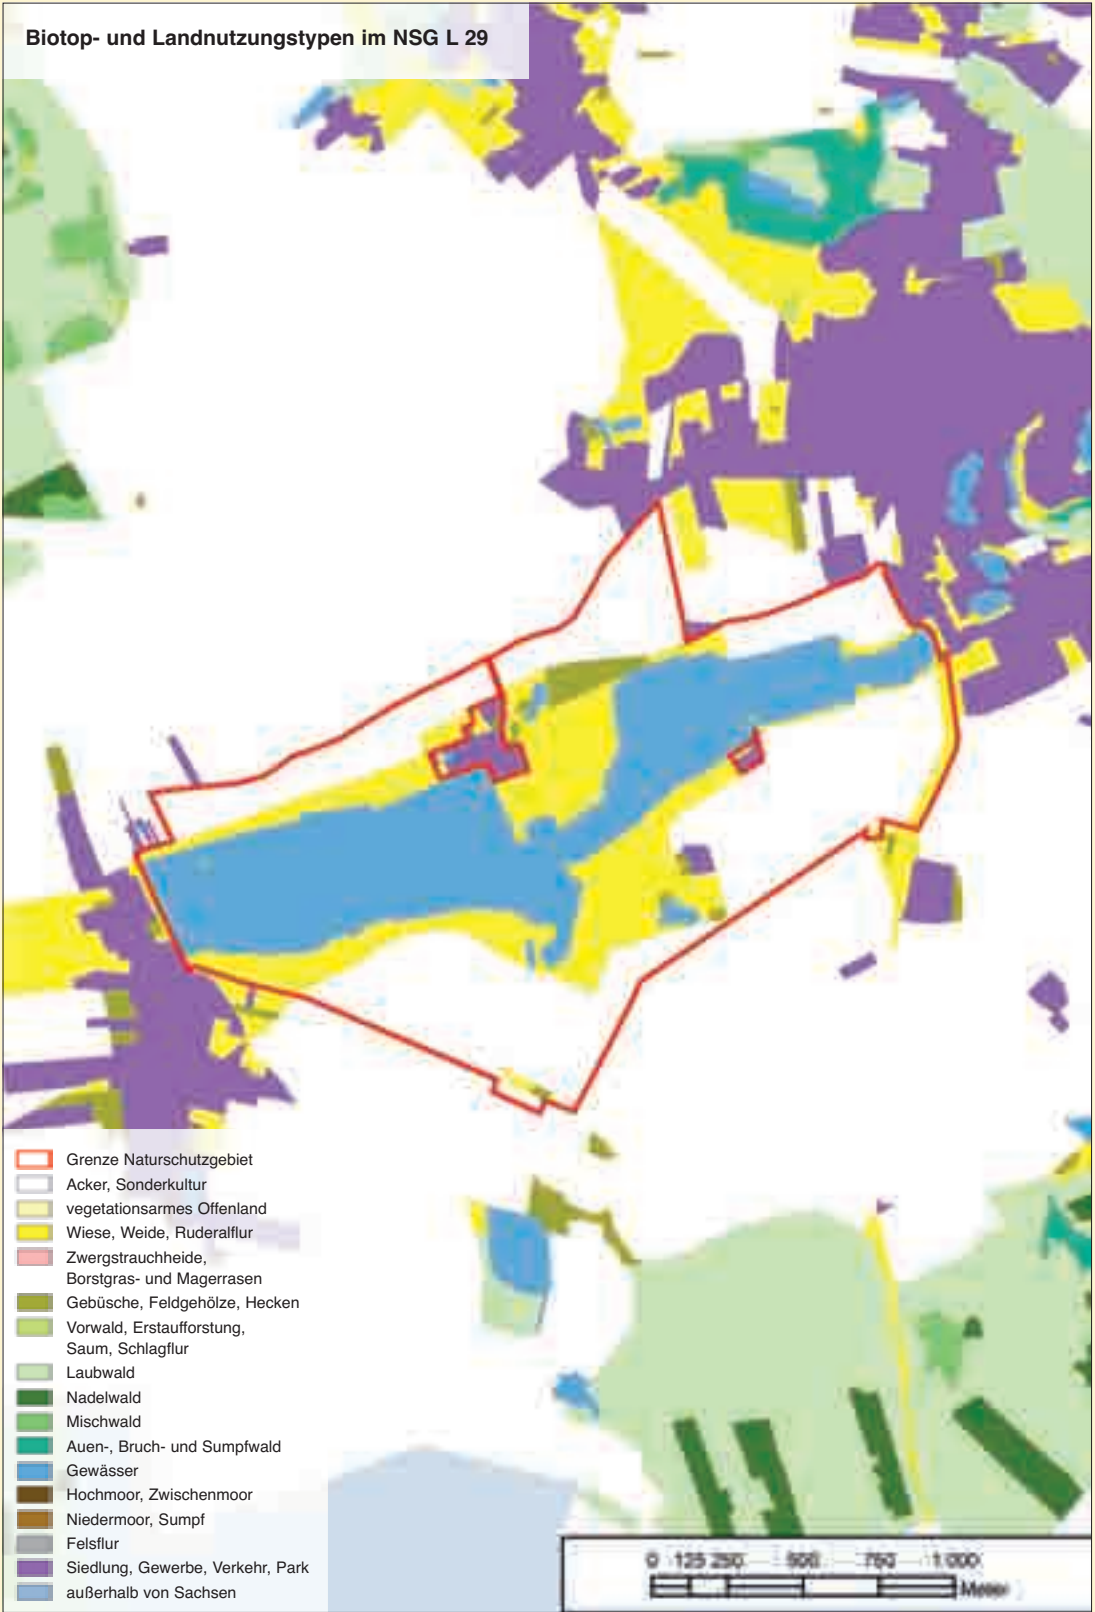 Biotop- und Landnutzungstypen im NSG L 29
Grenze Naturschutzgebiet
Acker, Sonderkultur
vegetationsarmes Offenland
Wiese, Weide, Ruderalflur
Zwergstrauchheide,
Borstgras- und Magerrasen
Gebüsche, Feldgehölze, Hecken
Vorwald, Erstaufforstung,
Saum, Schlagflur
Laubwald
Nadelwald
Mischwald
Auen-, Bruch- und Sumpfwald
Gewässer
Hochmoor, Zwischenmoor
Niedermoor, Sumpf
Felsflur
Siedlung, Gewerbe, Verkehr, Park
außerhalb von Sachsen
0 125 250 500 750 1.000
Meter